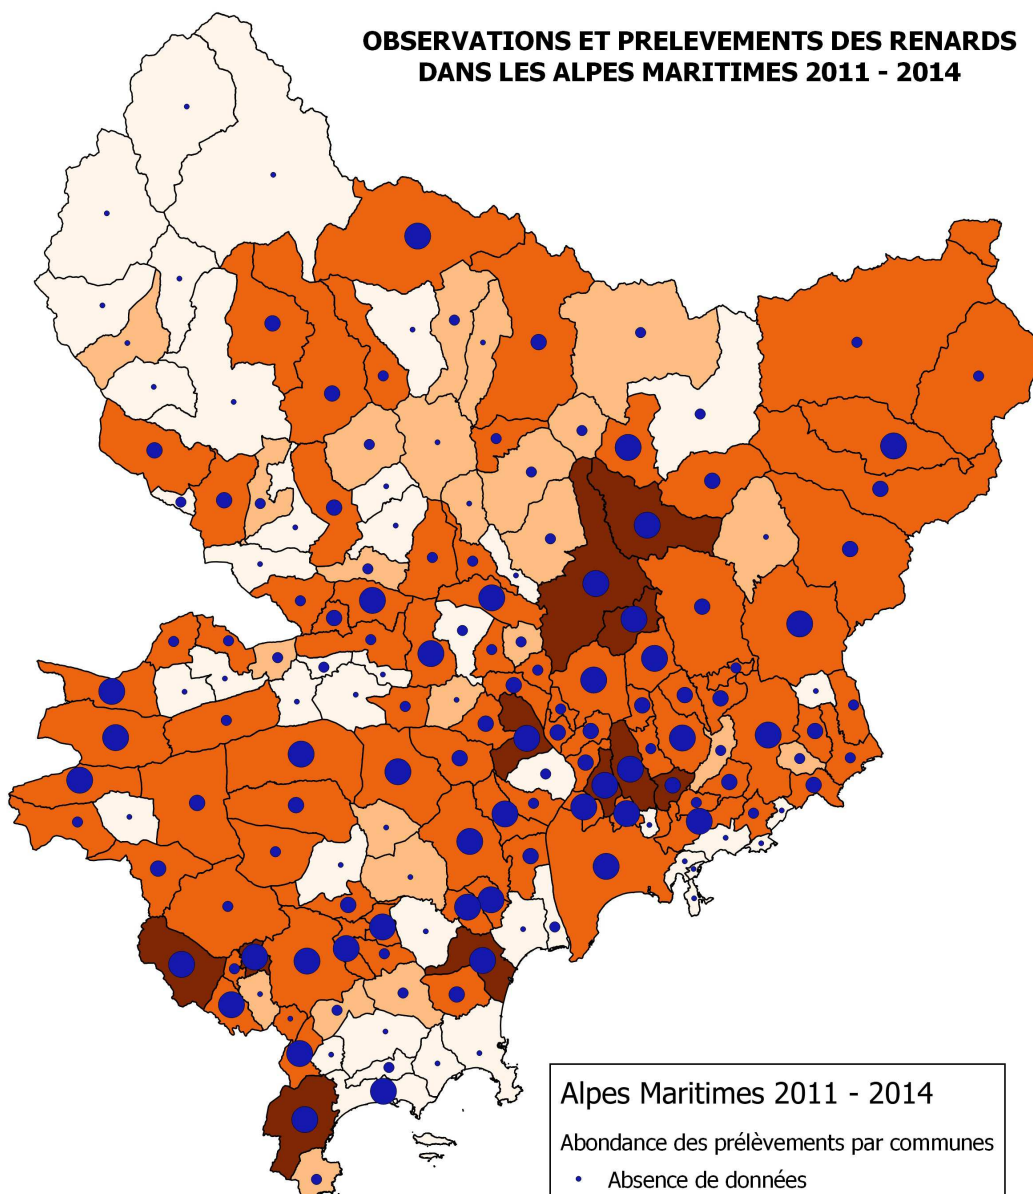 OBSERVATIONS ET PRELEVEMENTS DES RENARDS
DANS LES ALPES MARITIMES 2011 - 2014
Alpes Maritimes 2011 - 2014
Abondance des prélèvements par communes
Absence de données